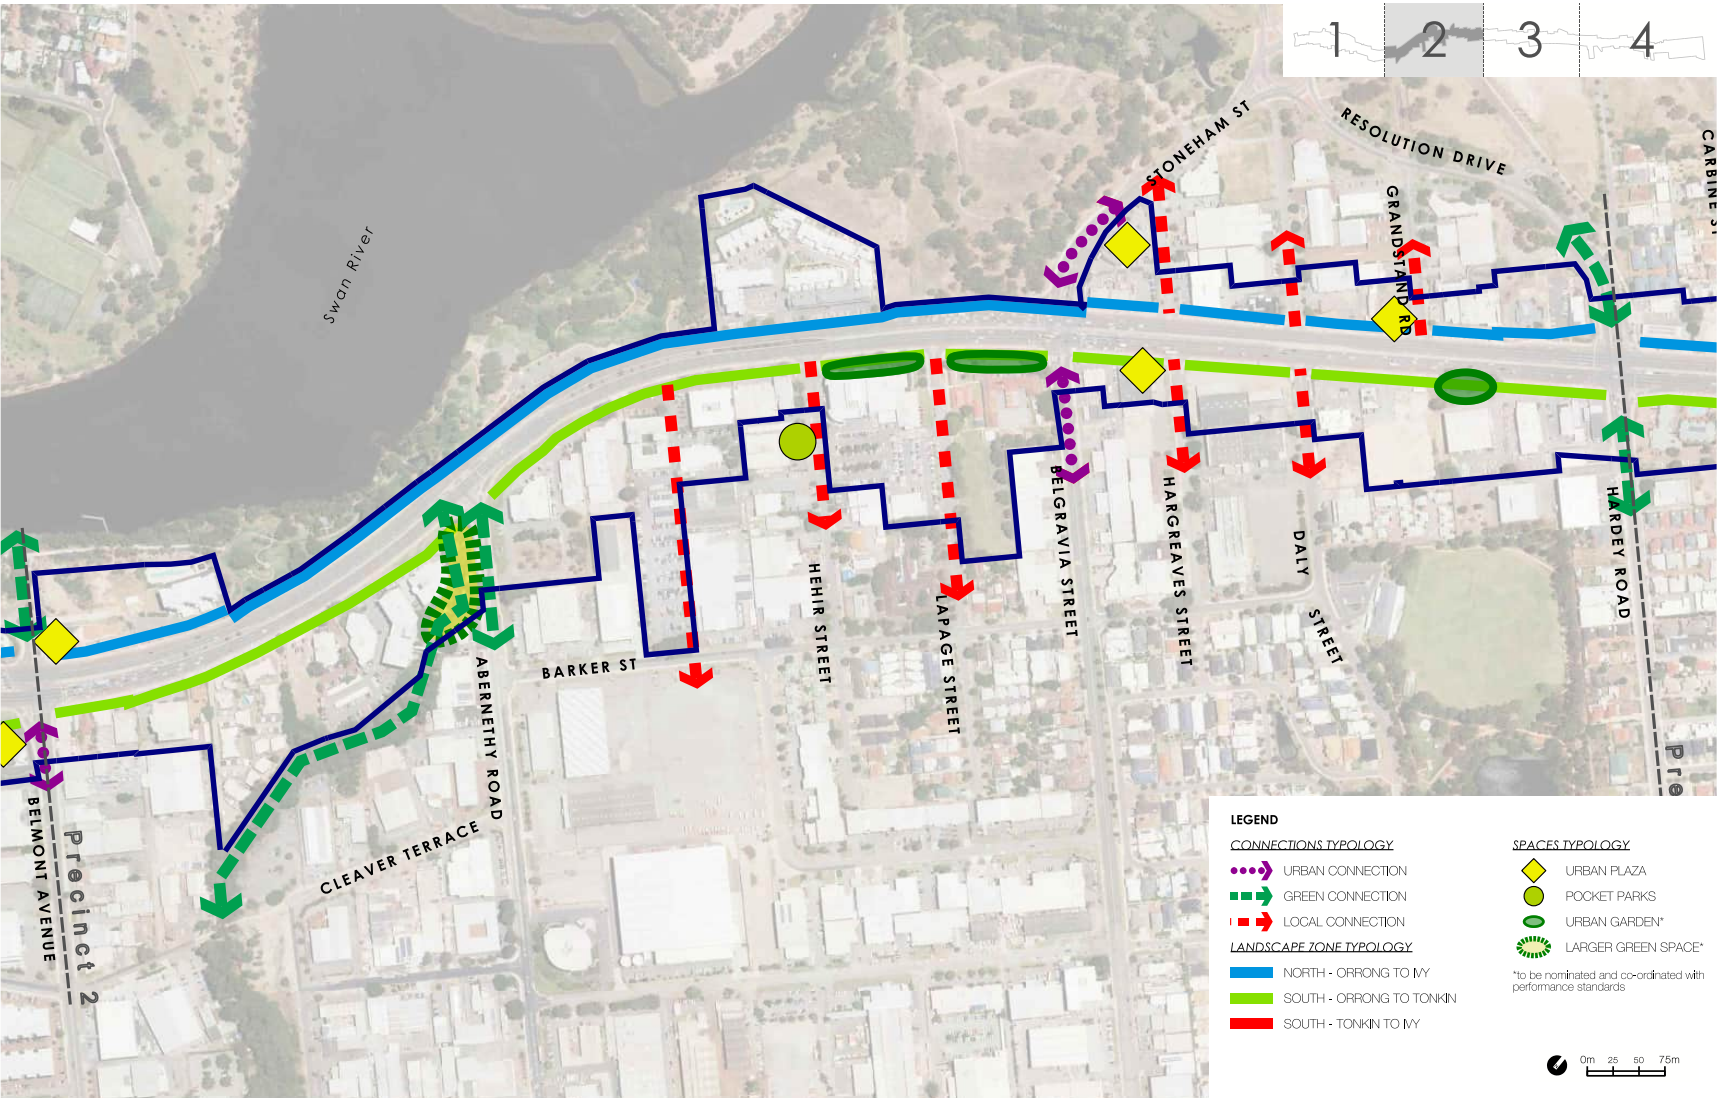 1 2 3 4
STONEHAM ST
RESOLUTION DRIVE
CARBINE ST
GRANDSTAND RD
Swan River
BELGRAVIA STREET
HARGREAVES STREET
DALY
STREET
HARDEY ROAD
HEHIR STREET
LAPAGE STREET
BARKER ST
ABERNETHY ROAD
CLEAVER TERRACE
BELMONT AVENUE
Precinct 2
Pre
LEGEND
CONNECTIONS TYPOLOGY
URBAN CONNECTION
GREEN CONNECTION
LOCAL CONNECTION
LANDSCAPE ZONE TYPOLOGY
NORTH - ORRONG TO IVY
SOUTH - ORRONG TO TONKIN
SOUTH - TONKIN TO IVY
SPACES TYPOLOGY
URBAN PLAZA
POCKET PARKS
URBAN GARDEN*
LARGER GREEN SPACE*
*to be nominated and co-ordinated with
performance standards
0m 25 50 75m